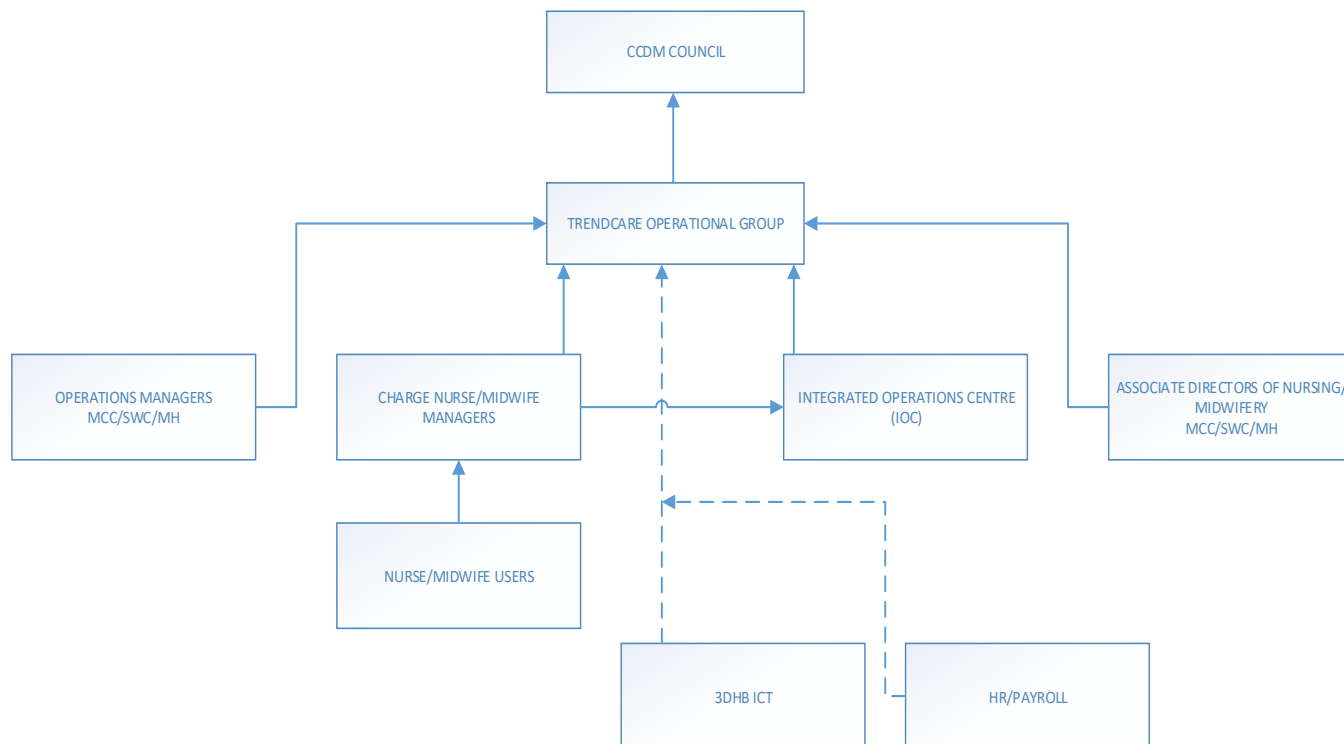 CCDM COUNCIL
TRENDCARE OPERATIONAL GROUP
OPERATIONS MANAGERS
MCC/SWC/MH
CHARGE NURSE/MIDWIFE
MANAGERS
INTEGRATED OPERATIONS CENTRE
(IOC)
ASSOCIATE DIRECTORS OF NURSING/
MIDWIFERY
MCC/SWC/MH
NURSE/MIDWIFE USERS
3DHB ICT
HR/PAYROLL